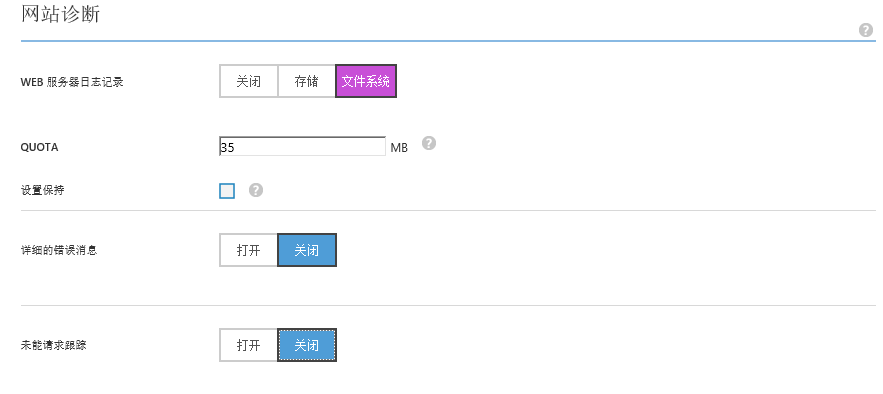 网站诊断
?
WEB 服务器日志记录 关闭 存储 文件系统
QUOTA 35 MB ?
设置保持 ?
详细的错误消息 打开 关闭
未能请求跟踪 打开 关闭